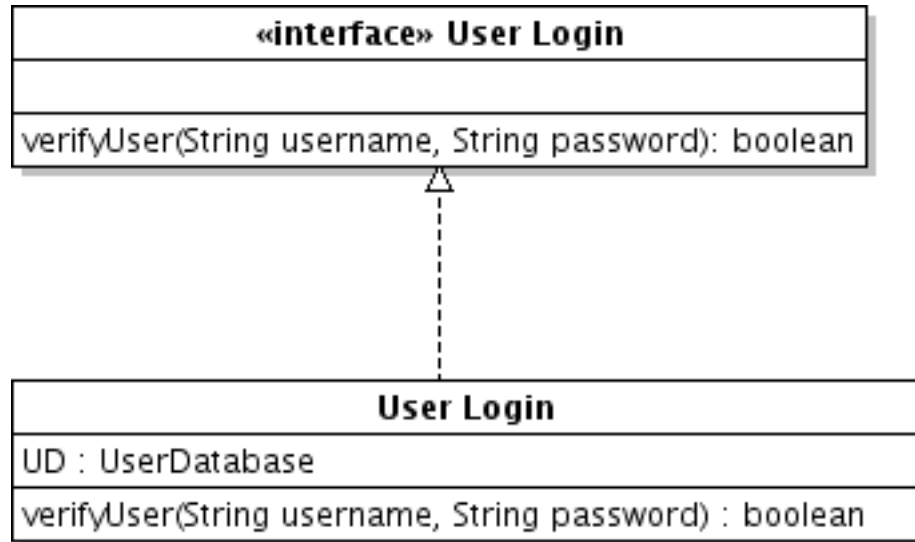 «interface» User Login
verifyUser(String username, String password): boolean
User Login
UD : UserDatabase
verifyUser(String username, String password) : boolean